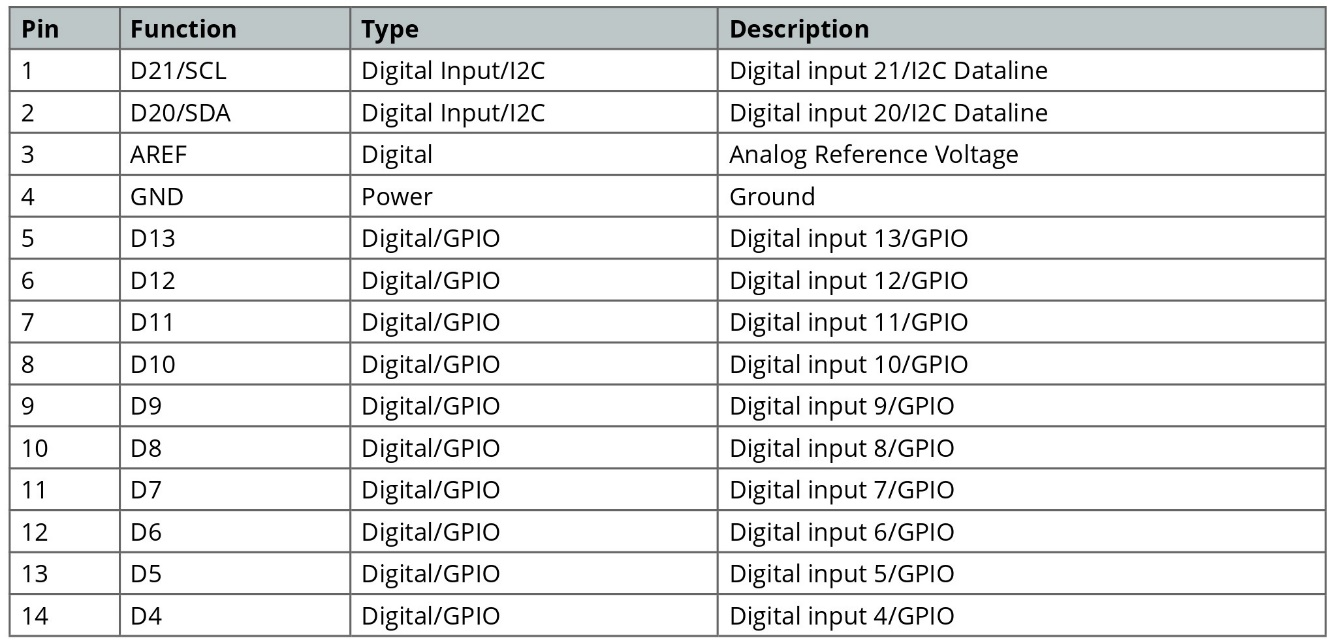 Pin Function Type Description
1 D21/SCL Digital Input/I2C Digital input 21/I2C Dataline
2 D20/SDA Digital Input/I2C Digital input 20/I2C Dataline
3 AREF Digital Analog Reference Voltage
4 GND Power Ground
5 D13 Digital/GPIO Digital input 13/GPIO
6 D12 Digital/GPIO Digital input 12/GPIO
7 D11 Digital/GPIO Digital input 11/GPIO
8 D10 Digital/GPIO Digital input 10/GPIO
9 D9 Digital/GPIO Digital input 9/GPIO
10 D8 Digital/GPIO Digital input 8/GPIO
11 D7 Digital/GPIO Digital input 7/GPIO
12 D6 Digital/GPIO Digital input 6/GPIO
13 D5 Digital/GPIO Digital input 5/GPIO
14 D4 Digital/GPIO Digital input 4/GPIO